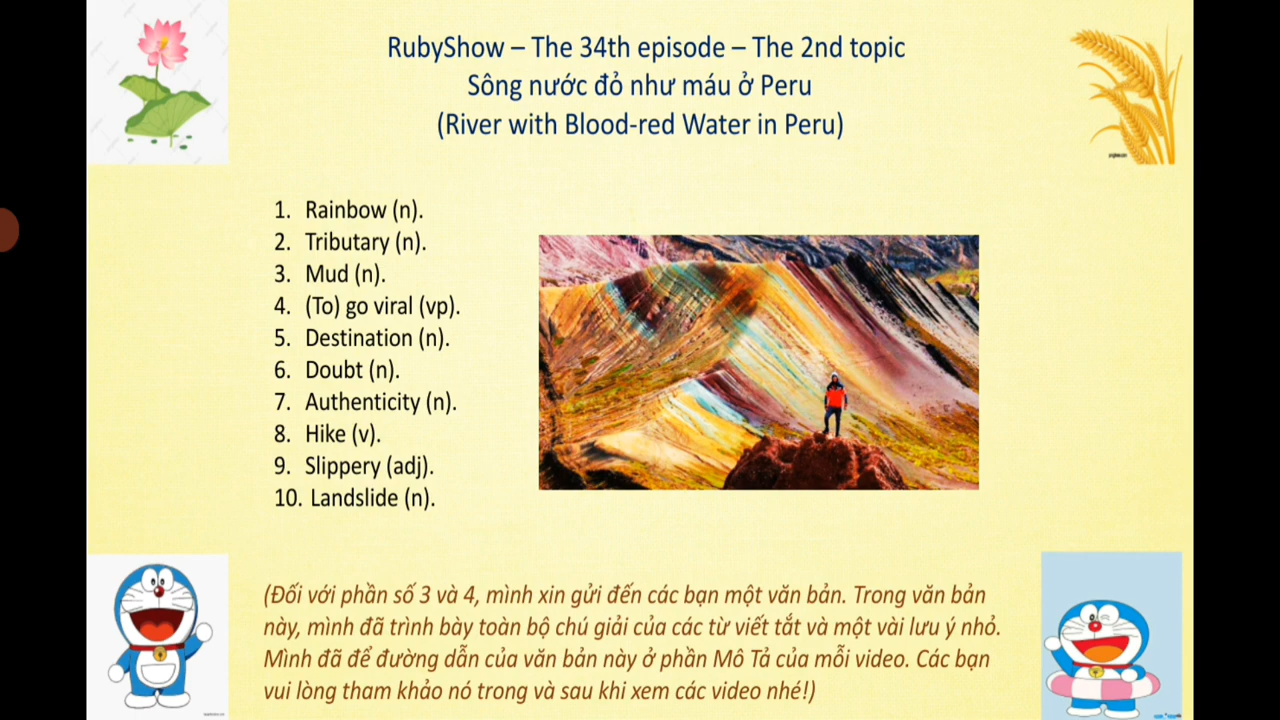 RubyShow – The 34th episode – The 2nd topic
Sông nước đỏ như máu ở Peru
(River with Blood-red Water in Peru)
1. Rainbow (n).
2. Tributary (n).
3. Mud (n).
4. (To) go viral (vp).
5. Destination (n).
6. Doubt (n).
7. Authenticity (n).
8. Hike (v).
9. Slippery (adj).
10. Landslide (n).
(Đối với phần số 3 và 4, mình xin gửi đến các bạn một văn bản. Trong văn bản
này, mình đã trình bày toàn bộ chú giải của các từ viết tắt và một vài lưu ý nhỏ.
Mình đã để đường dẫn của văn bản này ở phần Mô Tả của mỗi video. Các bạn
vui lòng tham khảo nó trong và sau khi xem các video nhé!)